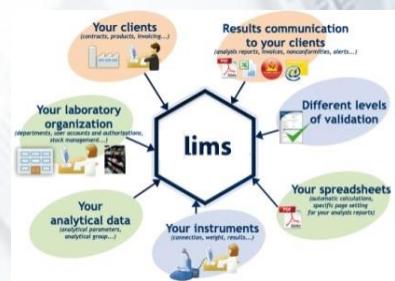 Your clients
(contracts, products, invoicing...)
Results communication
to your clients
(analysis reports, invoices, nonconformities, alerts...)
Your laboratory
organization
(departments, user accounts and authorizations,
stock management...)
Different levels
of validation
lims
Your analytical data
(analytical parameters,
analytical group...)
Your instruments
(connection, weight, results...)
Your spreadsheets
(automatic calculations,
specific page setting
for your analysis reports)